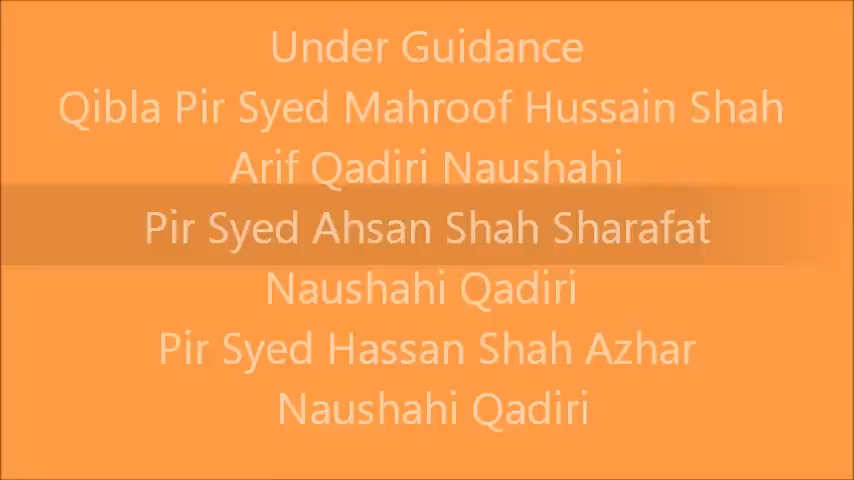 Under Guidance
Qibla Pir Syed Mahroof Hussain Shah
Arif Qadiri Naushahi
Pir Syed Ahsan Shah Sharafat
Naushahi Qadiri
Pir Syed Hassan Shah Azhar
Naushahi Qadiri